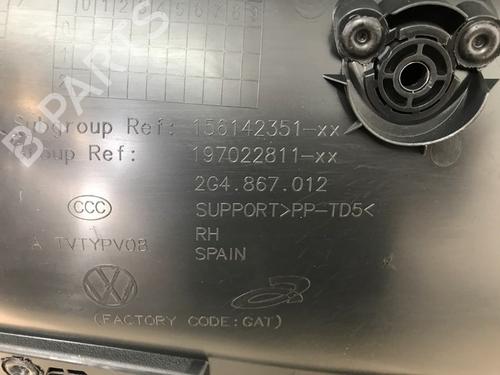 Subgroup Ref: 156142351-xx
Group Ref: 197022811-xx
2G4.867.012
CCC
SUPPORT>PP-TD5<
A TVTYPV08
RH
SPAIN
(FACTORY CODE:GAT)